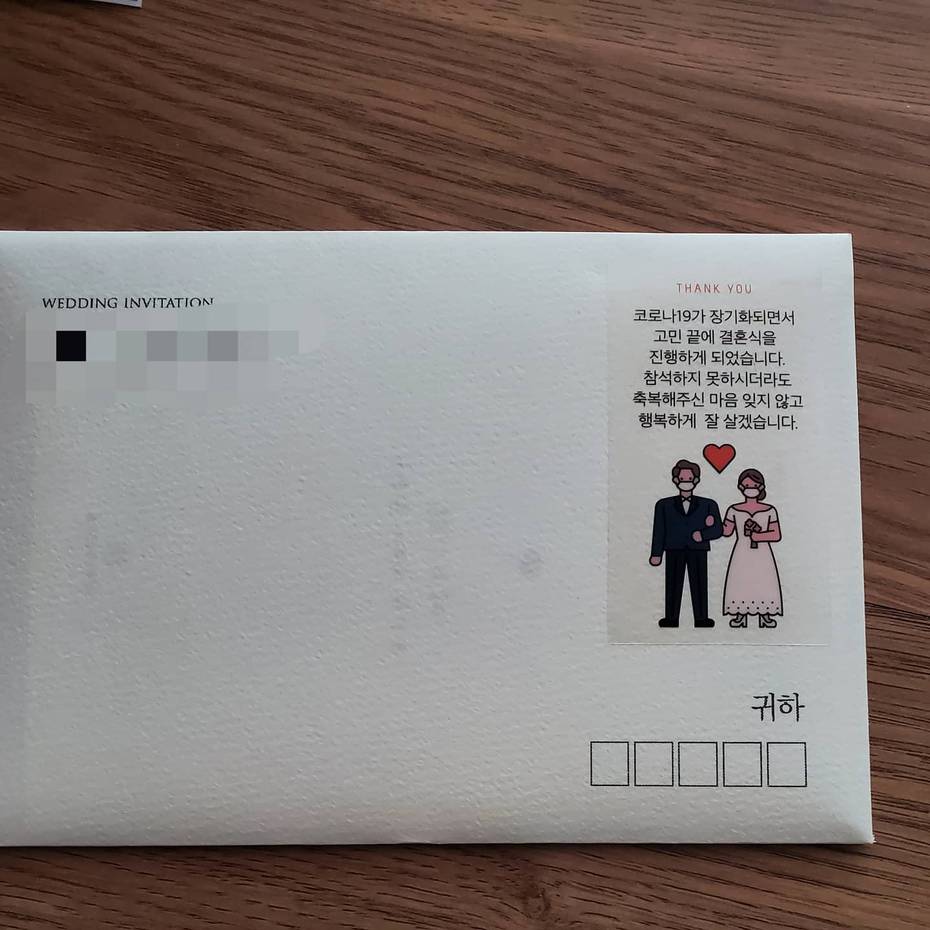 WEDDING INVITATION
THANK YOU
코로나19가 장기화되면서
고민 끝에 결혼식을
진행하게 되었습니다.
참석하지 못하시더라도
축복해주신 마음 잊지 않고
행복하게 잘 살겠습니다.
귀하